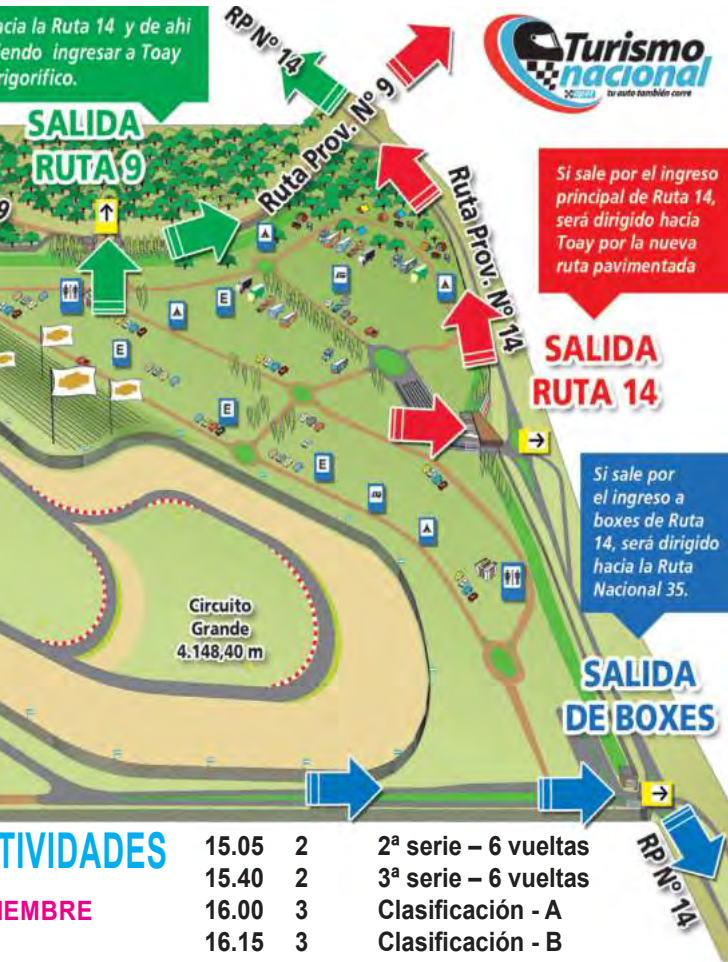 hacia la Ruta 14 y de ahi
iendo ingresar a Toay
rigorifico.
SALIDA
RUTA 9
RP Nº 14
Ruta Prov. Nº 9
Turismo
nacional
tu auto también corre
Si sale por el ingreso
principal de Ruta 14,
será dirigido hacia
Toay por la nueva
ruta pavimentada
Ruta Prov. Nº 14
SALIDA
RUTA 14
9
E
E
E
E
Si sale por
el ingreso a
boxes de Ruta
14, será dirigido
hacia la Ruta
Nacional 35.
Circuito
Grande
4.148,40 m
SALIDA
DE BOXES
RP Nº 14
TIVIDADES
IEMBRE
15.05 2 2ª serie – 6 vueltas
15.40 2 3ª serie – 6 vueltas
16.00 3 Clasificación - A
16.15 3 Clasificación - B